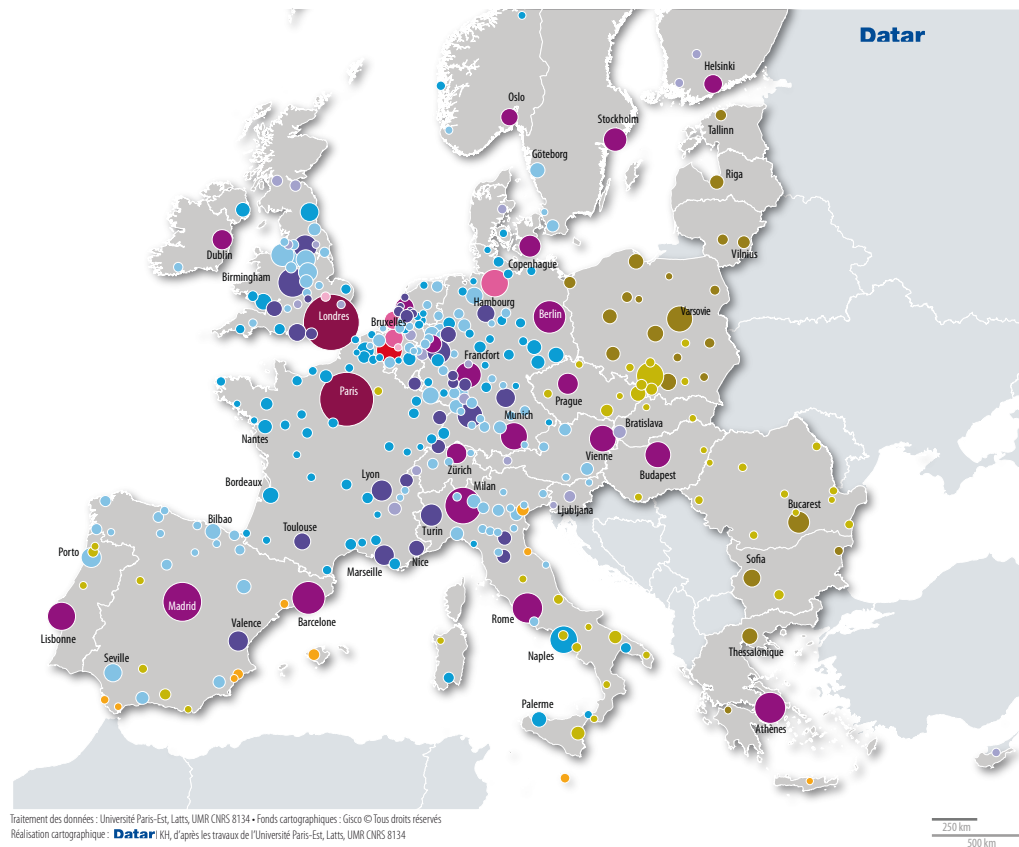 Datar
Helsinki
Oslo
Stockholm
Tallinn
Göteborg
Riga
Dublin
Vilnius
Copenhague
Birmingham
Hambourg
Londres
Bruxelles
Berlin
Varsovie
Francfort
Paris
Prague
Munich
Bratislava
Nantes
Vienne
Zürich
Budapest
Lyon
Bordeaux
Milan
Bucarest
Ljubljana
Bilbao
Toulouse
Turin
Porto
Nice
Marseille
Sofia
Madrid
Rome
Barcelone
Lisbonne
Valence
Thessalonique
Naples
Seville
Palerme
Athènes
Traitement des données : Université Paris-Est, Latts, UMR CNRS 8134 • Fonds cartographiques : Gisco © Tous droits réservés
Réalisation cartographique : Datar | KH, d'après les travaux de l'Université Paris-Est, Latts, UMR CNRS 8134
250 km
500 km